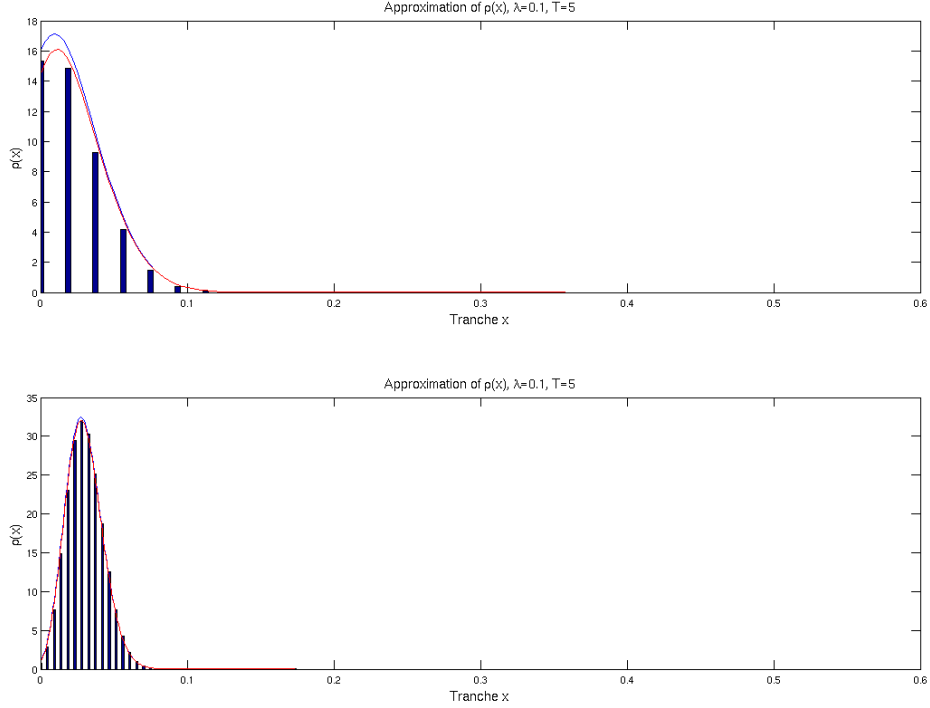 Approximation of ρ(x), λ=0.1, T=5
18
16
14
12
10
8
6
4
2
0
ρ(x)
0 0.1 0.2 0.3 0.4 0.5 0.6
Tranche x
Approximation of ρ(x), λ=0.1, T=5
35
30
25
20
15
10
5
0
ρ(x)
0 0.1 0.2 0.3 0.4 0.5 0.6
Tranche x